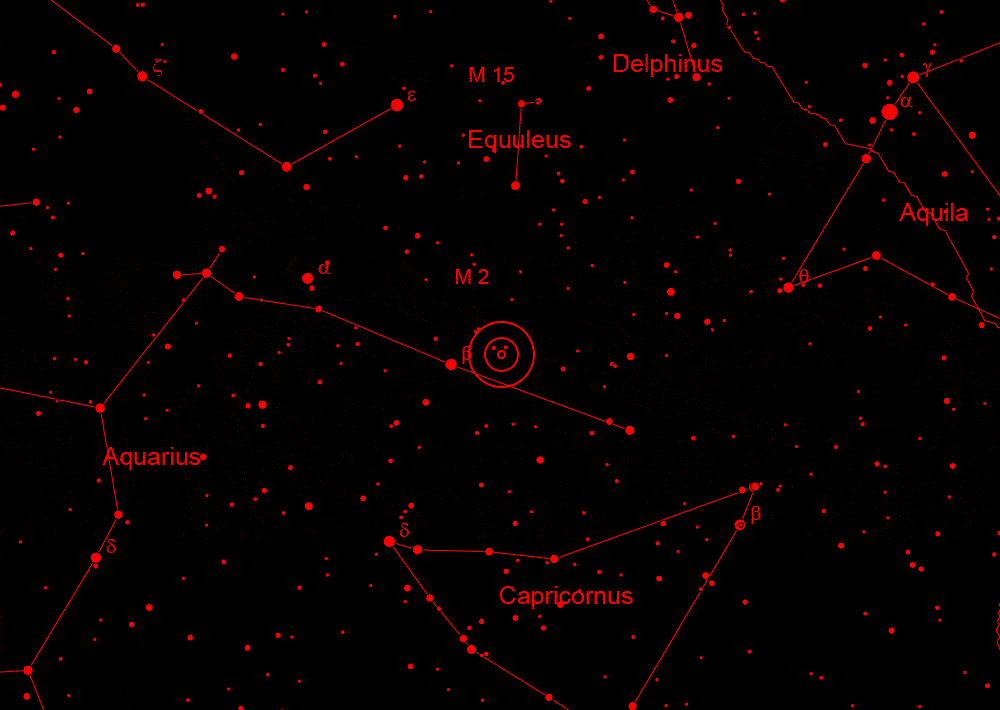 Delphinus
ζ
M 15
γ
ε
α
Equuleus
Aquila
α
M 2
θ
β
Aquarius
β
δ
δ
Capricornus